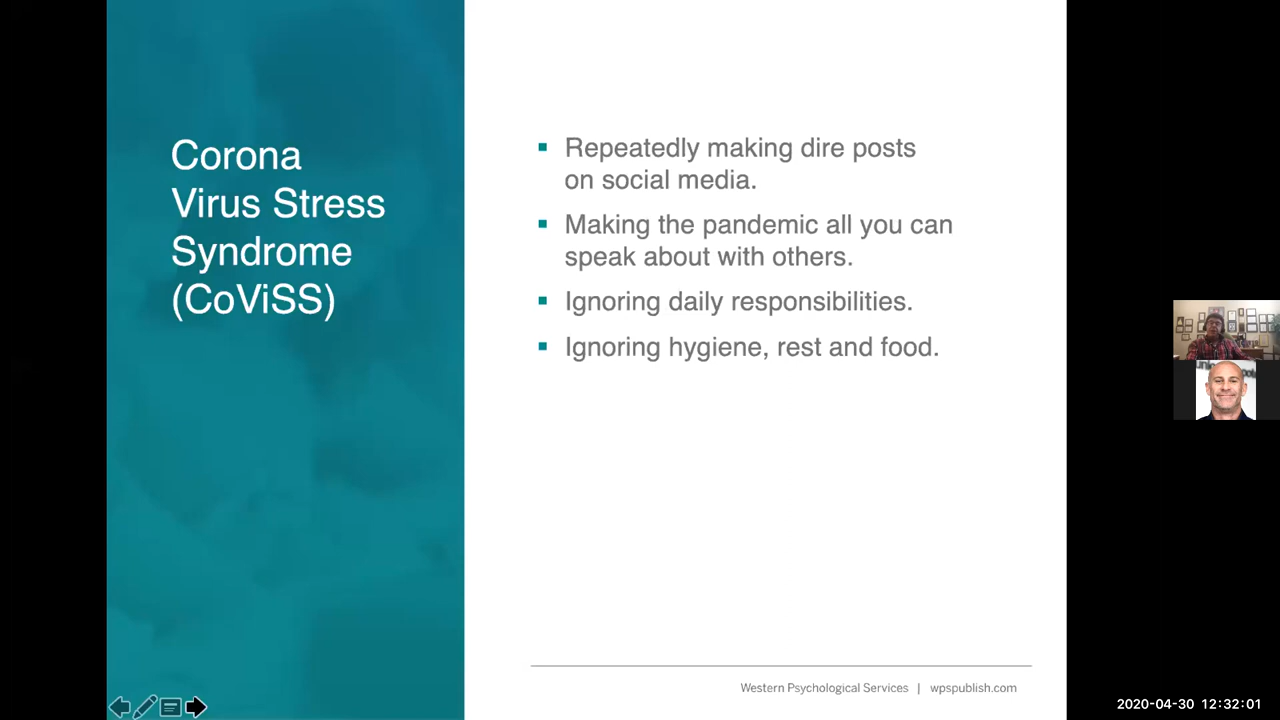 Corona
Virus Stress
Syndrome
(CoViSS)
▪ Repeatedly making dire posts
on social media.
▪ Making the pandemic all you can
speak about with others.
▪ Ignoring daily responsibilities.
▪ Ignoring hygiene, rest and food.
Western Psychological Services | wpspublish.com
2020-04-30 12:32:01